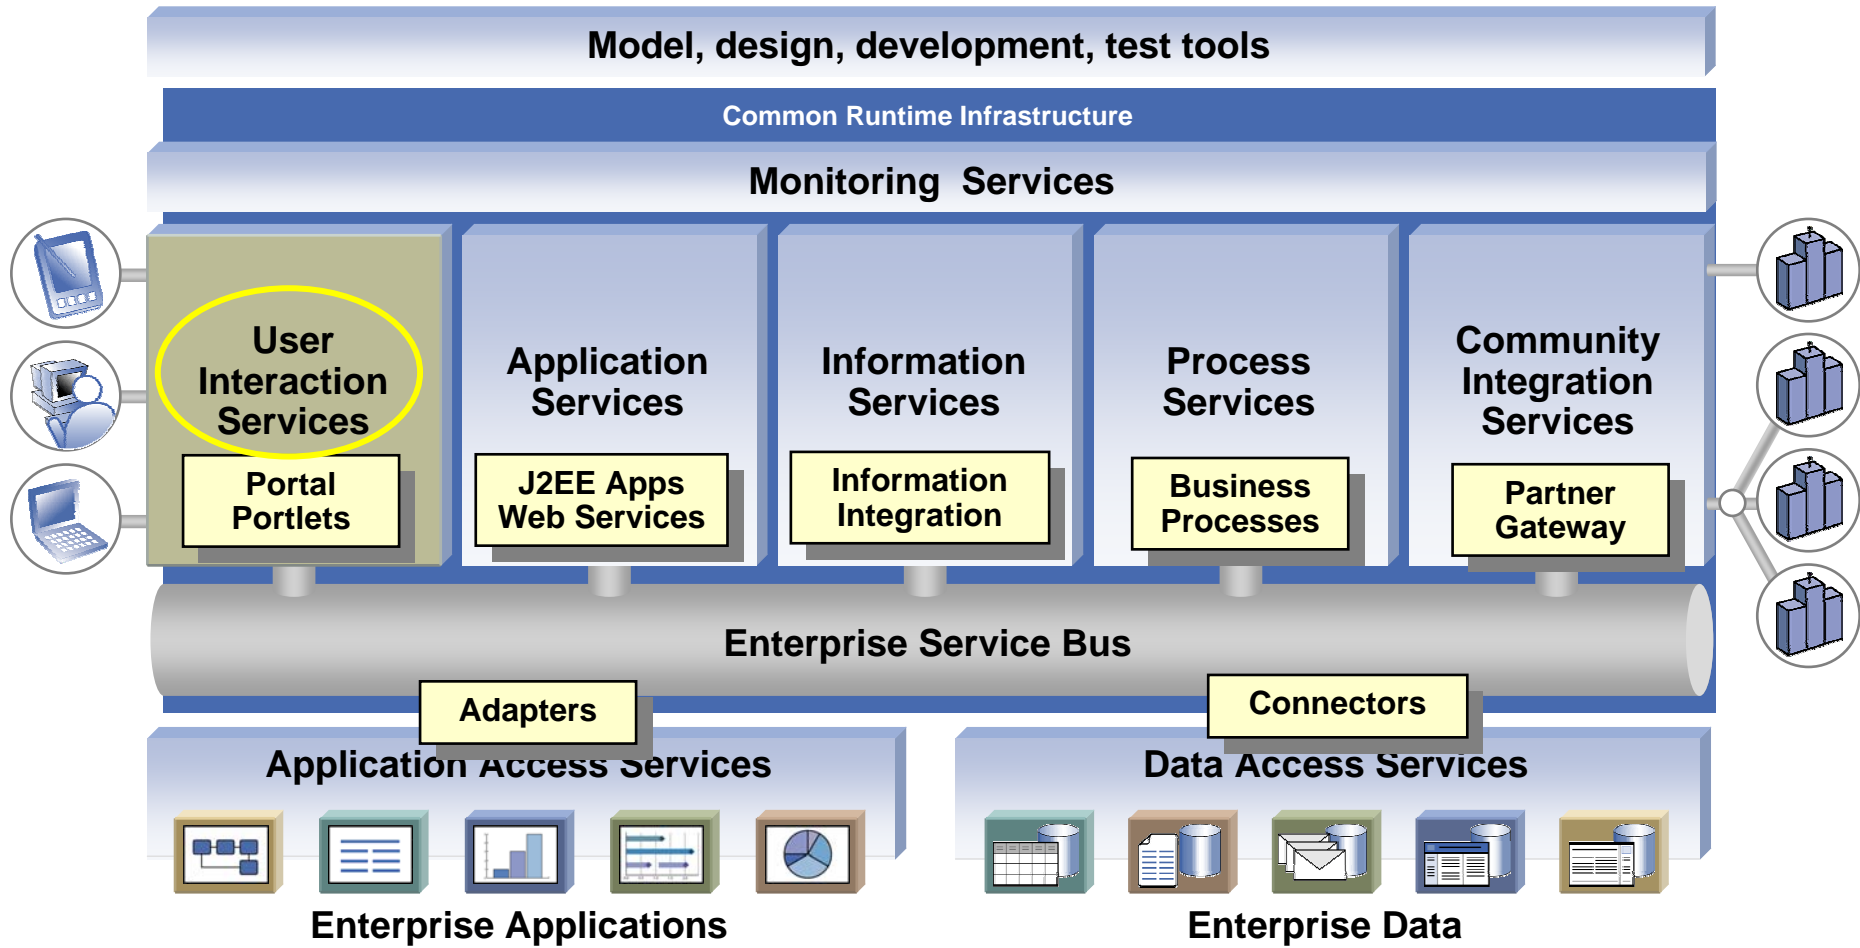 Model, design, development, test tools
Common Runtime Infrastructure
Monitoring  Services
User
Interaction
Services
Portal
Portlets
Application
Services
J2EE Apps
Web Services
Information
Services
Information
Integration
Process
Services
Business
Processes
Community
Integration
Services
Partner
Gateway
Enterprise Service Bus
Adapters
Connectors
Application Access Services
Data Access Services
Enterprise Applications
Enterprise Data